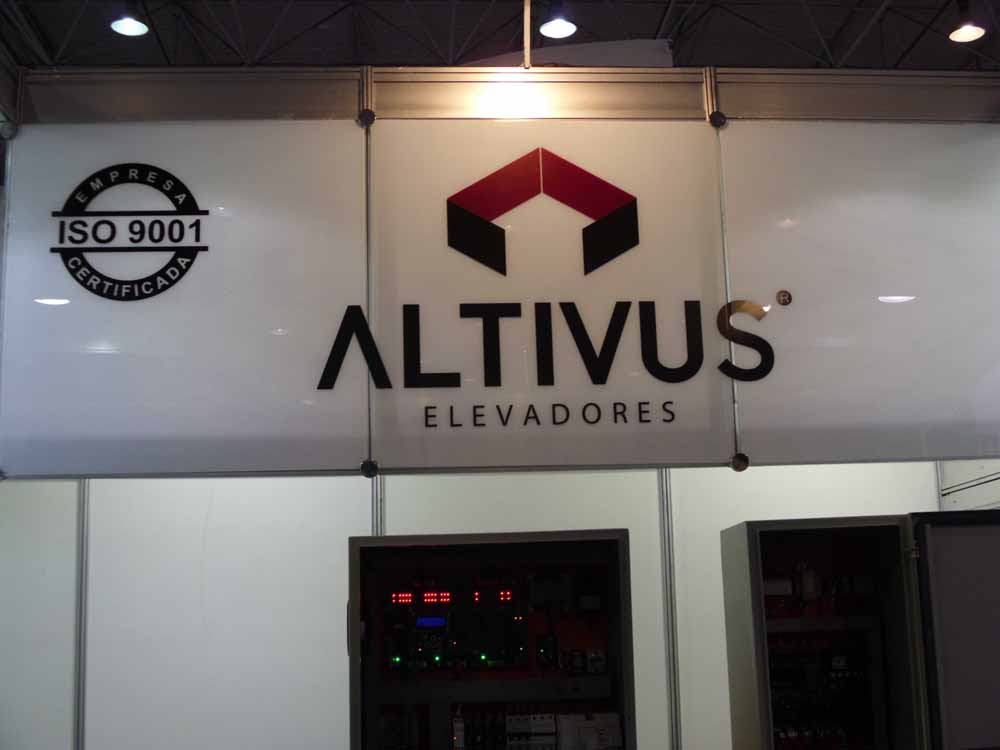 EMPRESA
ISO 9001
CERTIFICADA
ALTIVUS®
ELEVADORES